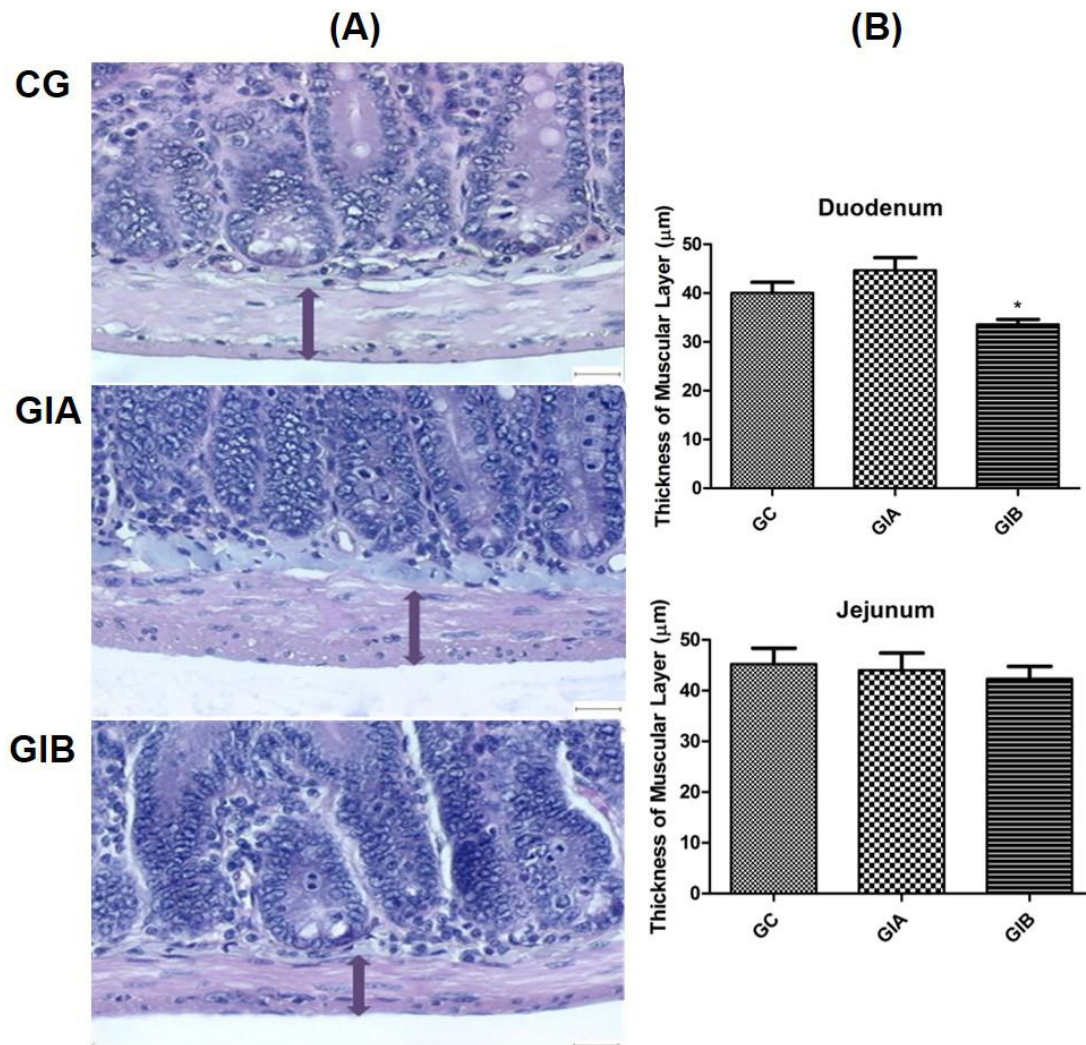 (A)
(B)
CG
GIA
GIB
Duodenum
Thickness of Muscular Layer (μm)
50
40
30
20
10
0
*
GC
GIA
GIB
Jejunum
Thickness of Muscular Layer (μm)
50
40
30
20
10
0
GC
GIA
GIB